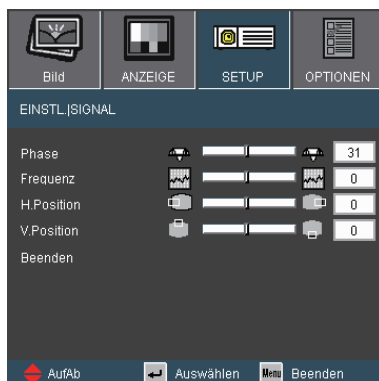 Bild ANZEIGE SETUP OPTIONEN
EINSTL.|SIGNAL
Phase 31
Frequenz 0
H.Position 0
V.Position 0
Beenden
AufAb Auswählen Menu Beenden